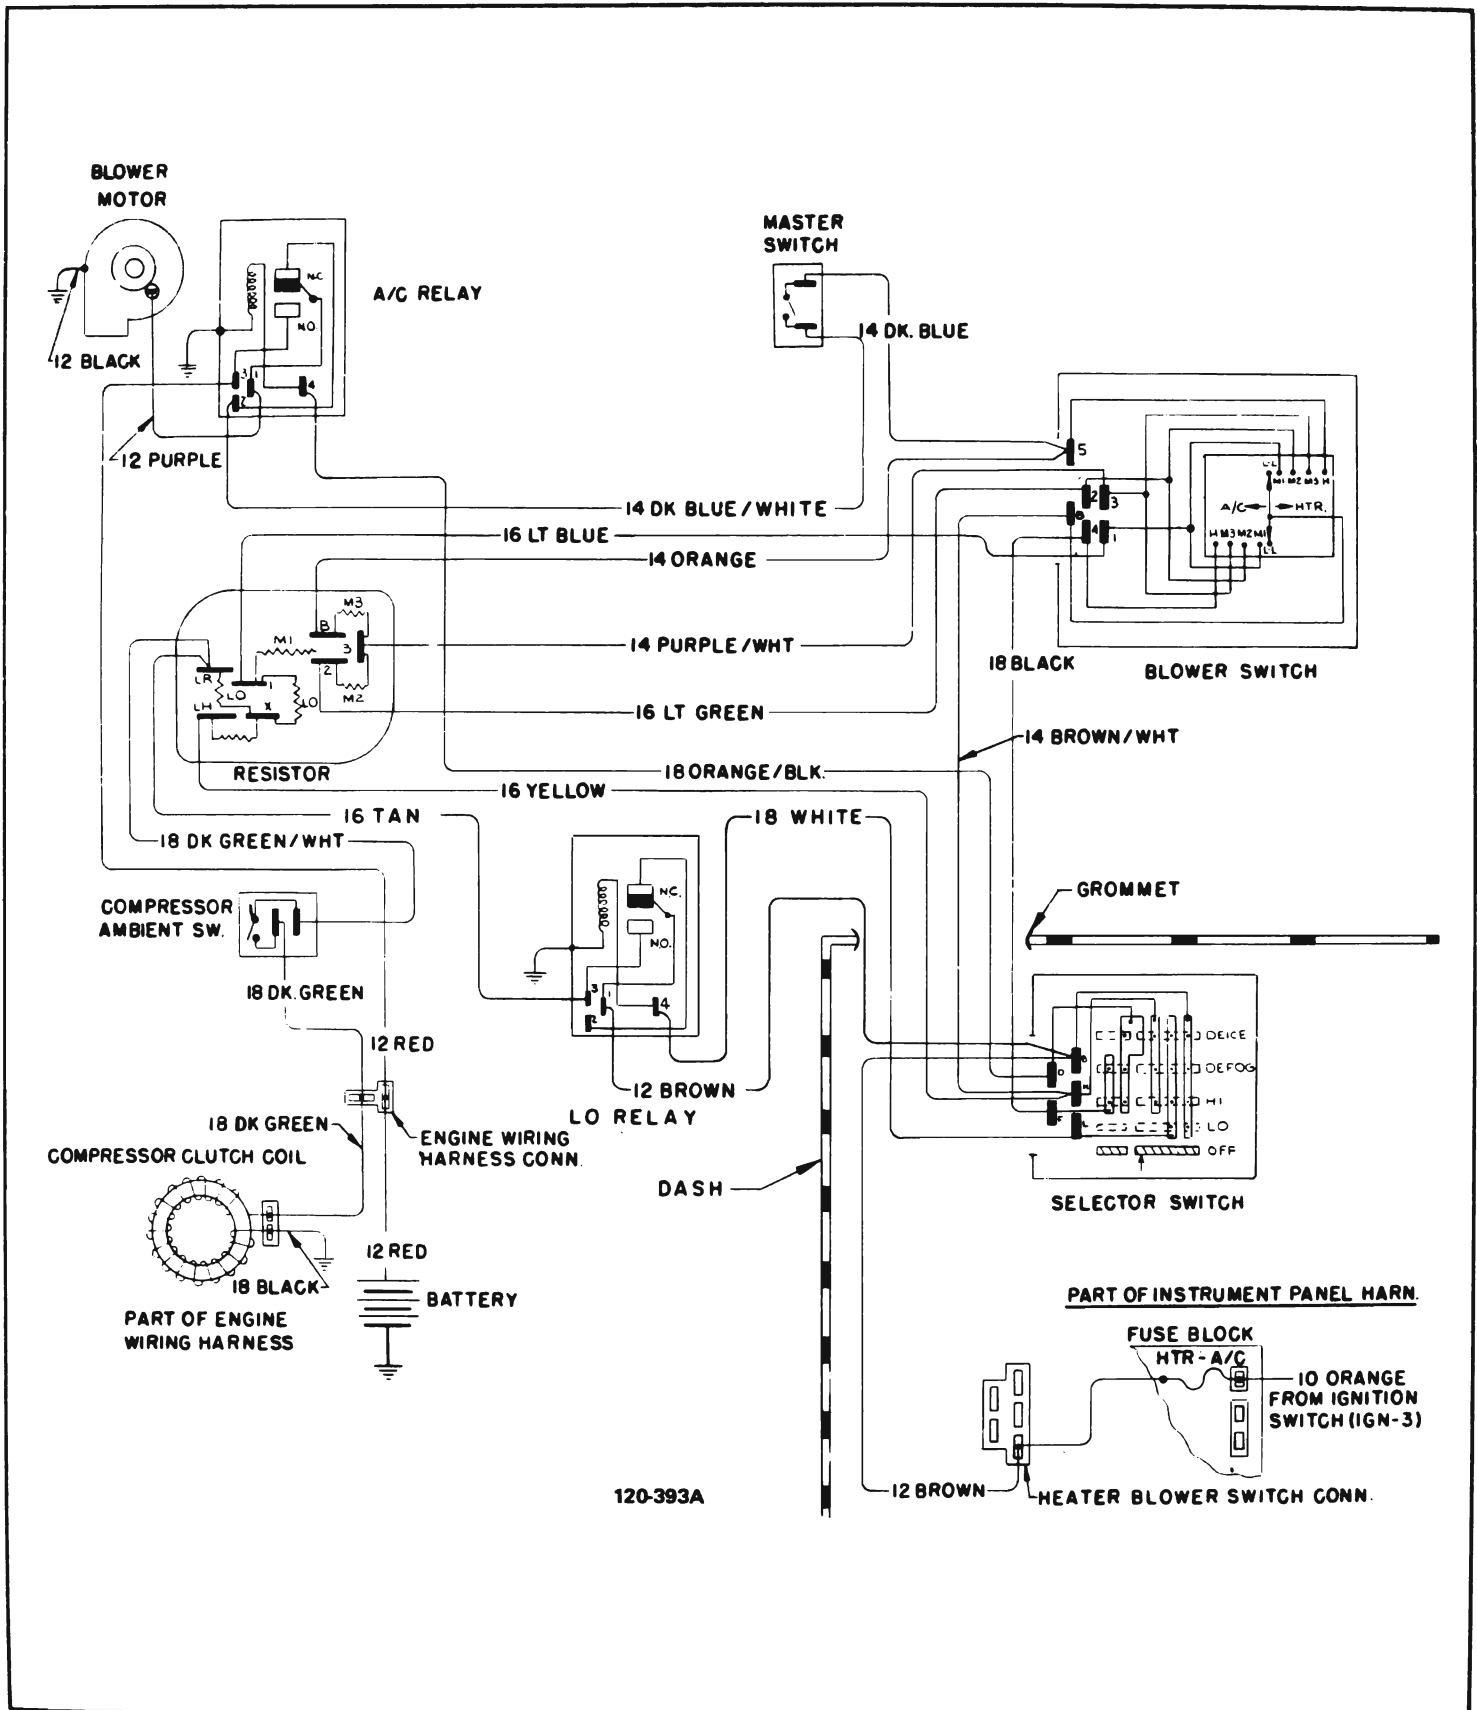 BLOWER
MOTOR
12 BLACK
12 PURPLE
A/C RELAY
N.C
N.O.
3
1
2
4
MASTER
SWITCH
14 DK. BLUE
5
2
3
B
4
1
L-L
M1 M2 M3 H
A/C
HTR.
H M3 M2 M1
L-L
BLOWER SWITCH
14 DK BLUE/WHITE
16 LT BLUE
14 ORANGE
14 PURPLE/WHT
18 BLACK
16 LT GREEN
14 BROWN/WHT
M3
B
M1
3
2
M2
LR
LO
1
LO
LH
X
RESISTOR
18 ORANGE/BLK.
16 YELLOW
16 TAN
18 WHITE
18 DK GREEN/WHT
COMPRESSOR
AMBIENT SW.
18 DK. GREEN
N.C.
N.O.
3
1
4
2
12 BROWN
LO RELAY
GROMMET
12 RED
18 DK GREEN
ENGINE WIRING
HARNESS CONN.
COMPRESSOR CLUTCH COIL
18 BLACK
12 RED
BATTERY
PART OF ENGINE
WIRING HARNESS
DASH
B
D
L
DEICE
DEFOG
HI
LO
OFF
SELECTOR SWITCH
PART OF INSTRUMENT PANEL HARN.
FUSE BLOCK
HTR-A/C
10 ORANGE
FROM IGNITION
SWITCH (IGN-3)
12 BROWN
HEATER BLOWER SWITCH CONN.
120-393A